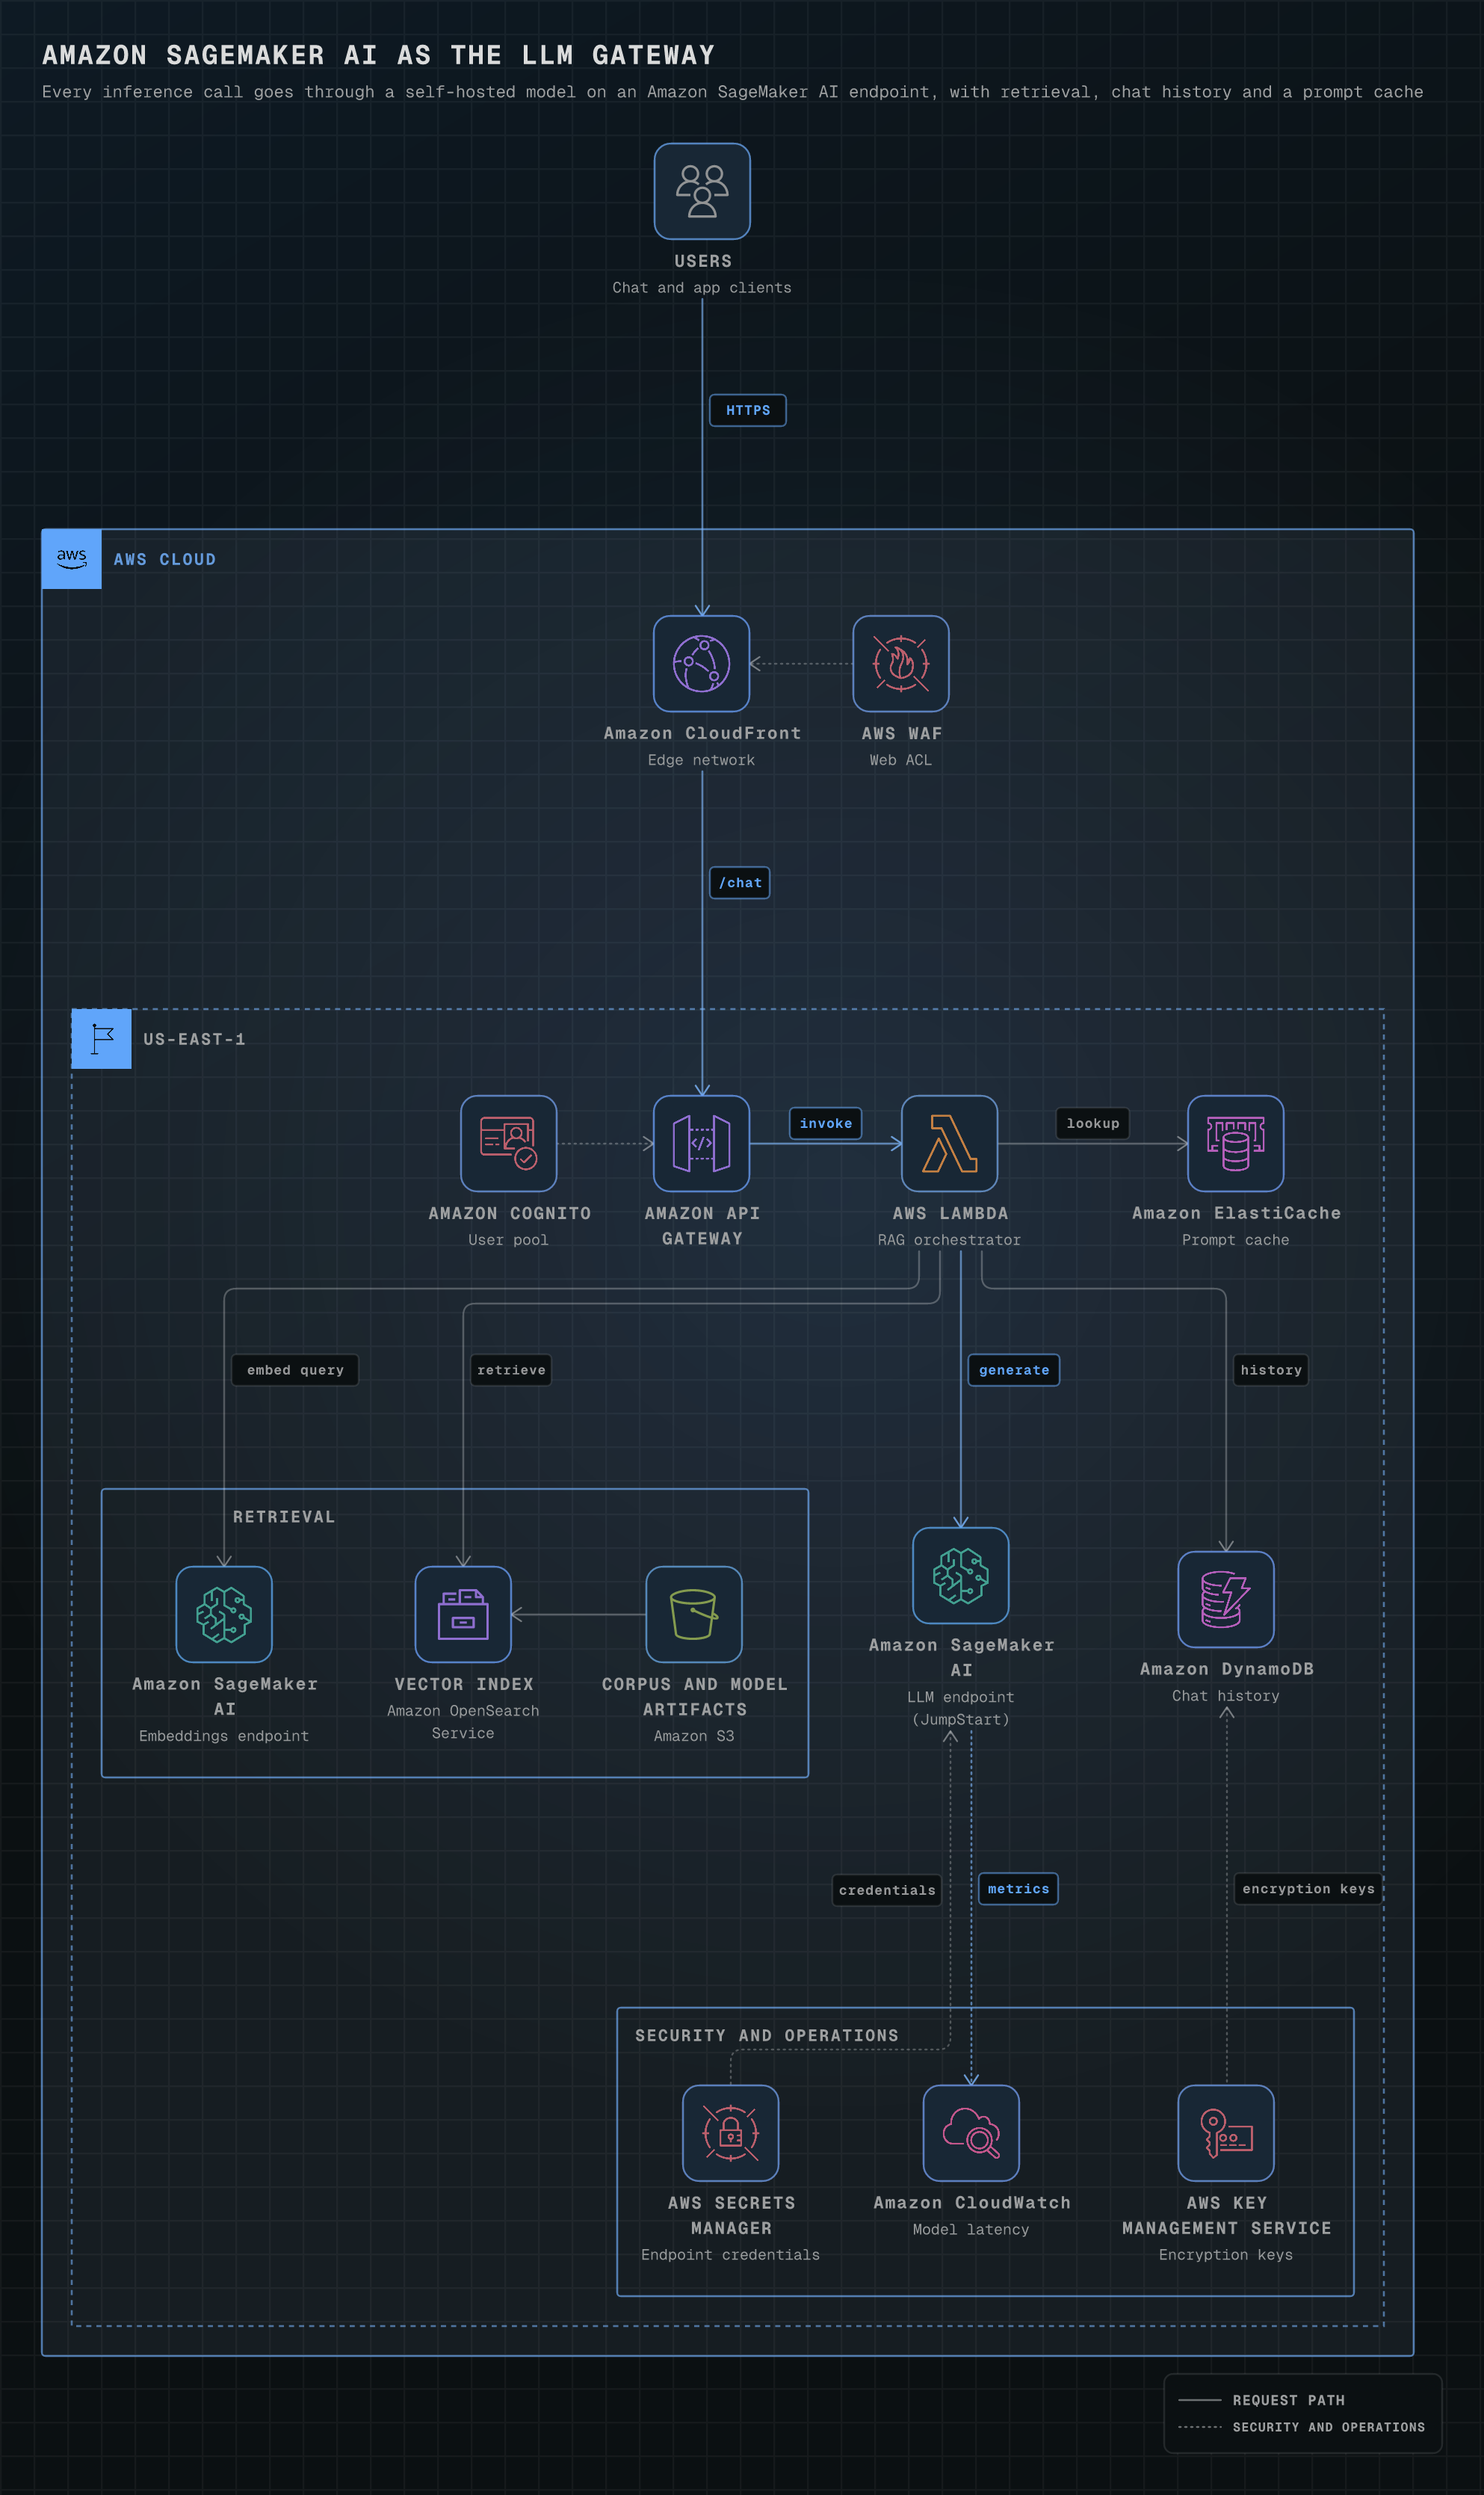 AMAZON SAGEMAKER AI AS THE LLM GATEWAY
Every inference call goes through a self-hosted model on an Amazon SageMaker AI endpoint, with retrieval, chat history and a prompt cache
USERS
Chat and app clients
HTTPS
aws
AWS CLOUD
Amazon CloudFront
Edge network
AWS WAF
Web ACL
/chat
US-EAST-1
invoke
lookup
AMAZON COGNITO
User pool
AMAZON API
GATEWAY
AWS LAMBDA
RAG orchestrator
Amazon ElastiCache
Prompt cache
embed query
retrieve
generate
history
RETRIEVAL
Amazon SageMaker
AI
Embeddings endpoint
VECTOR INDEX
Amazon OpenSearch
Service
CORPUS AND MODEL
ARTIFACTS
Amazon S3
Amazon SageMaker
AI
LLM endpoint
(JumpStart)
Amazon DynamoDB
Chat history
credentials
metrics
encryption keys
SECURITY AND OPERATIONS
AWS SECRETS
MANAGER
Endpoint credentials
Amazon CloudWatch
Model latency
AWS KEY
MANAGEMENT SERVICE
Encryption keys
REQUEST PATH
SECURITY AND OPERATIONS